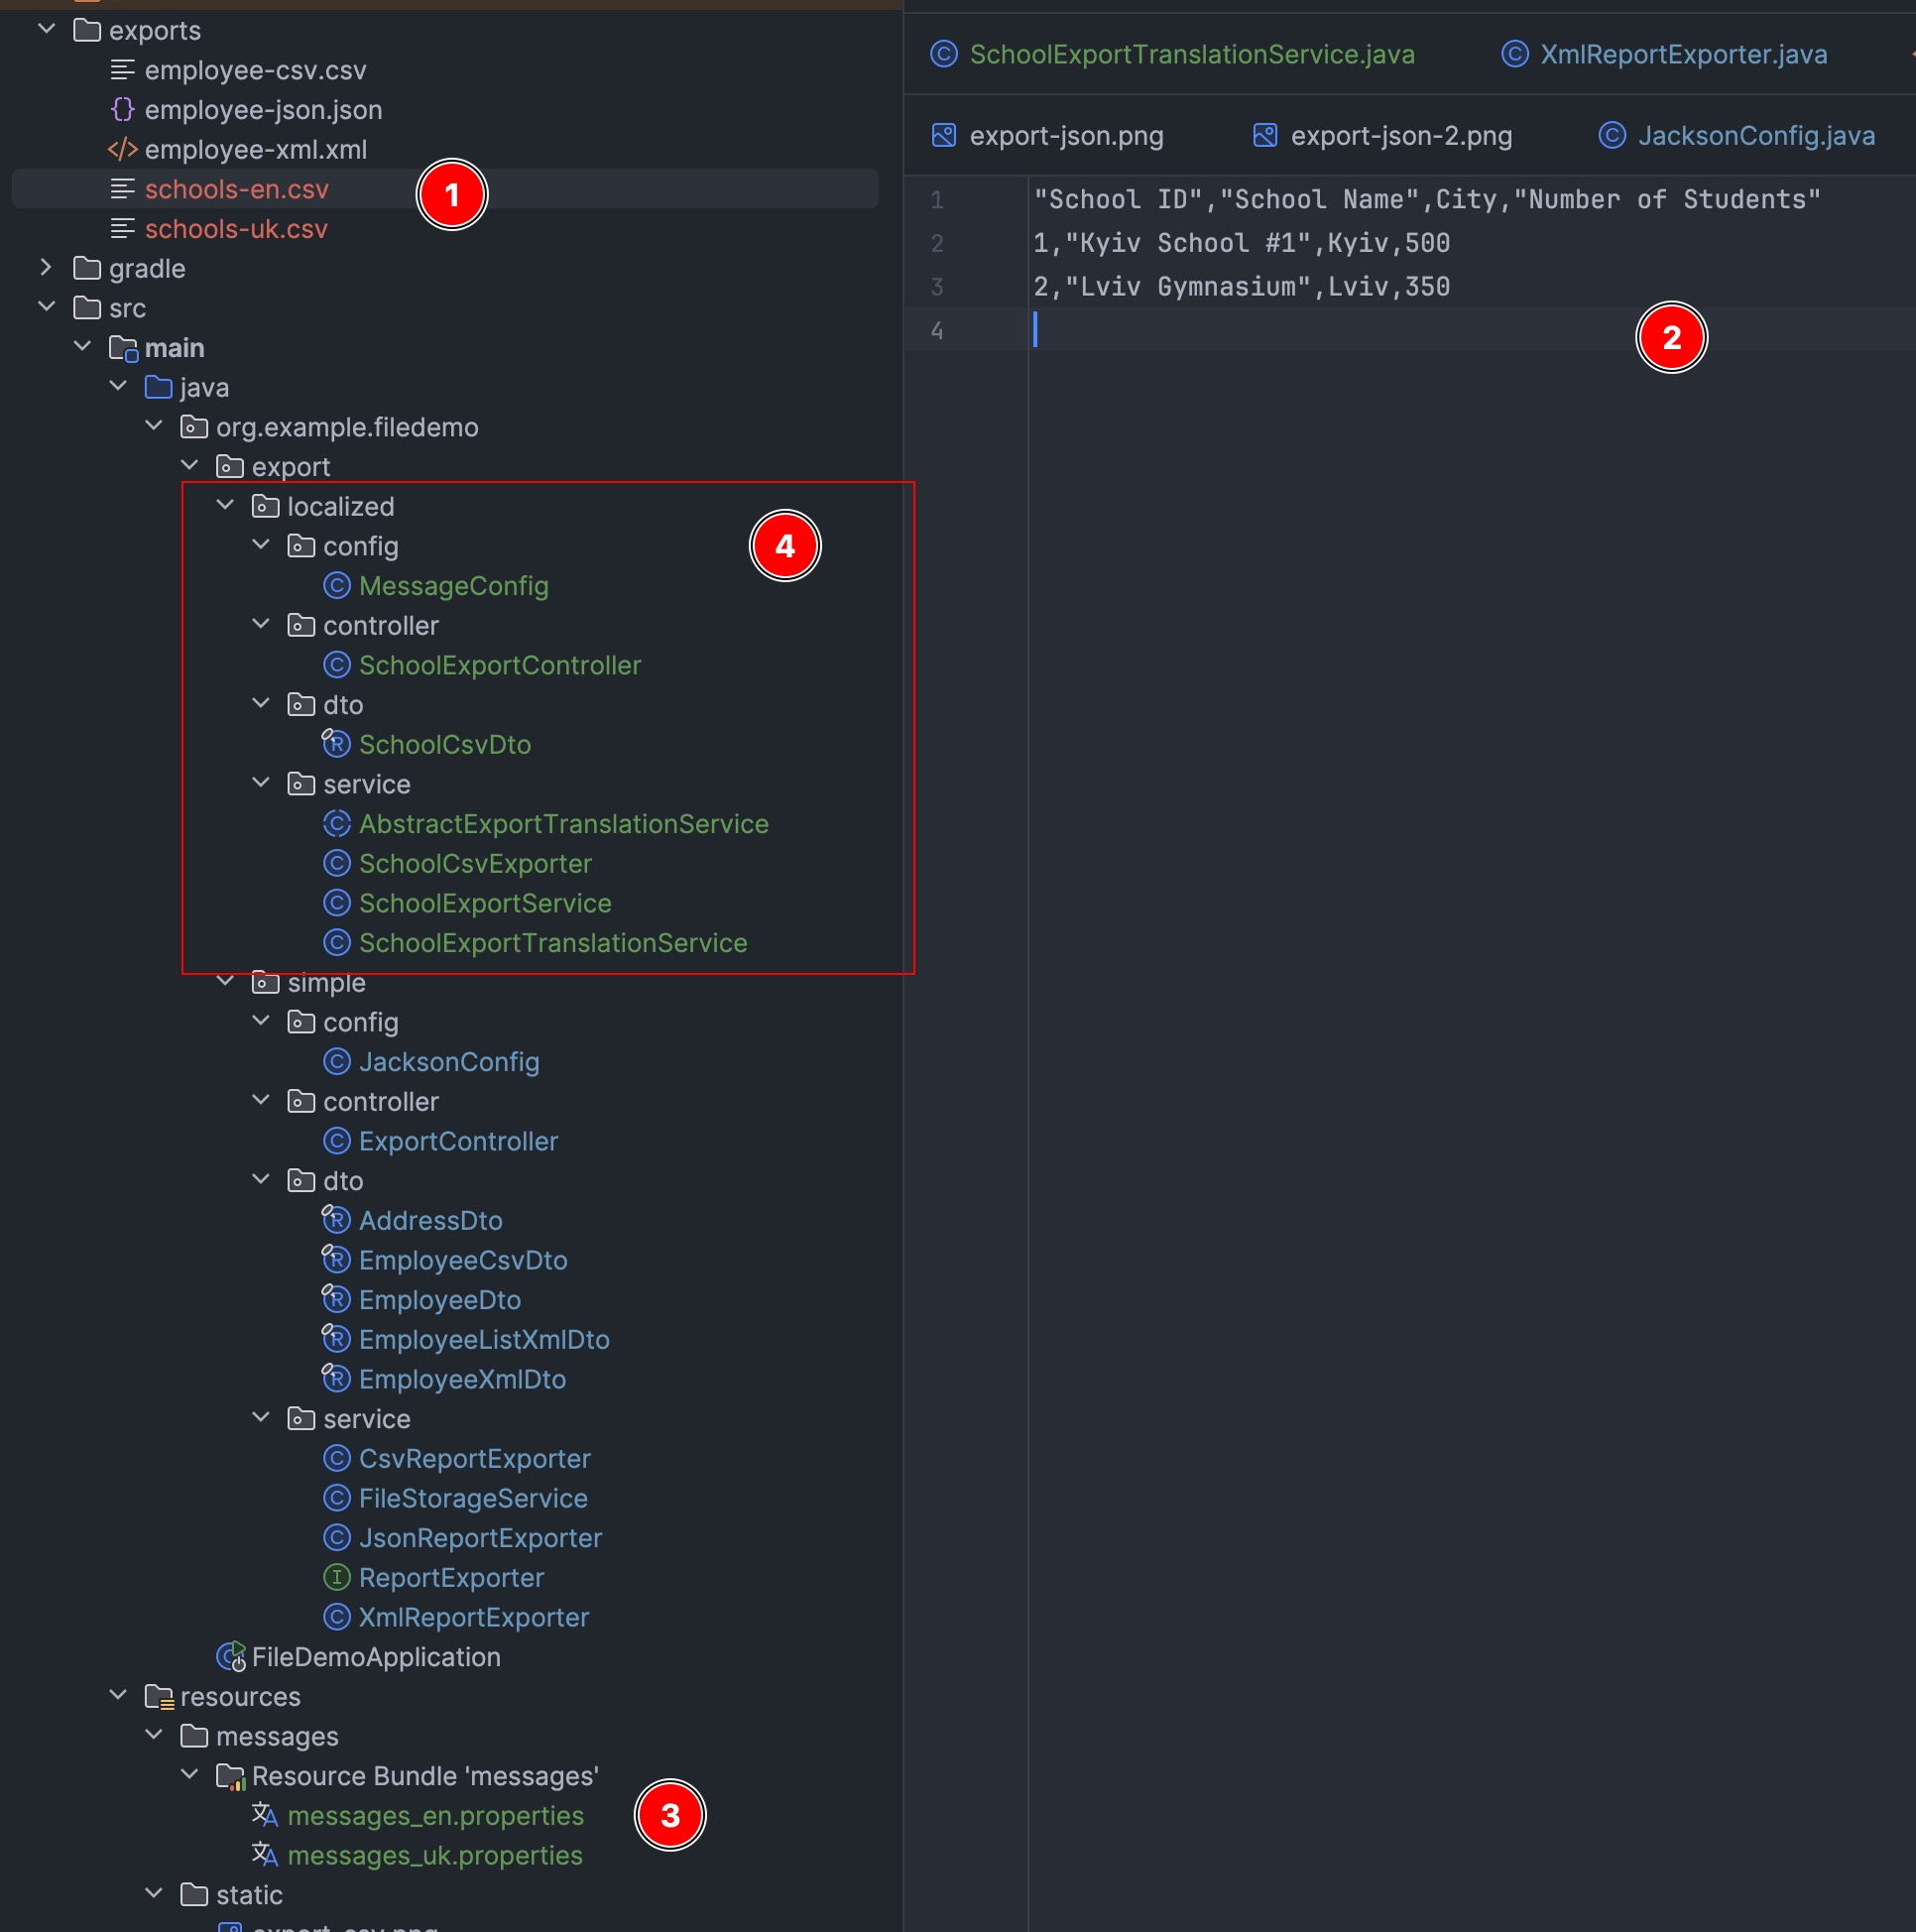 exports
employee-csv.csv
employee-json.json
employee-xml.xml
schools-en.csv
1
schools-uk.csv
gradle
src
main
java
org.example.filedemo
export
localized
4
config
MessageConfig
controller
SchoolExportController
dto
SchoolCsvDto
service
AbstractExportTranslationService
SchoolCsvExporter
SchoolExportService
SchoolExportTranslationService
simple
config
JacksonConfig
controller
ExportController
dto
AddressDto
EmployeeCsvDto
EmployeeDto
EmployeeListXmlDto
EmployeeXmlDto
service
CsvReportExporter
FileStorageService
JsonReportExporter
ReportExporter
XmlReportExporter
FileDemoApplication
resources
messages
Resource Bundle 'messages'
messages_en.properties
3
messages_uk.properties
static
SchoolExportTranslationService.java XmlReportExporter.java
export-json.png export-json-2.png JacksonConfig.java
1 "School ID","School Name",City,"Number of Students"
2 1,"Kyiv School #1",Kyiv,500
3 2,"Lviv Gymnasium",Lviv,350
4
2